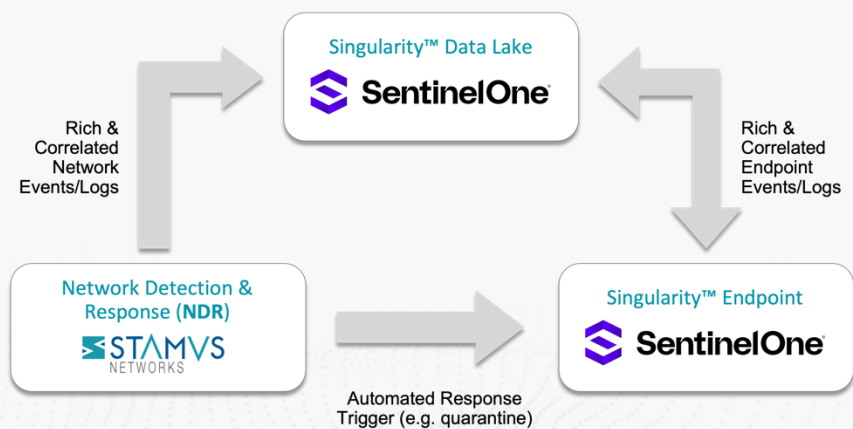 Singularity™ Data Lake
SentinelOne
Rich &
Correlated
Network
Events/Logs
Rich &
Correlated
Endpoint
Events/Logs
Network Detection &
Response (NDR)
STAMVS
NETWORKS
Singularity™ Endpoint
SentinelOne
Automated Response
Trigger (e.g. quarantine)